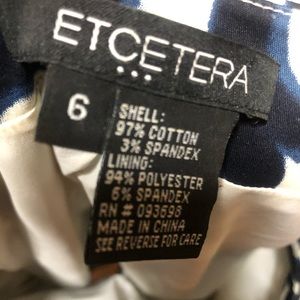 ETCETERA
6
SHELL:
97% COTTON
3% SPANDEX
LINING:
94% POLYESTER
6% SPANDEX
RN # 093698
MADE IN CHINA
SEE REVERSE FOR CARE